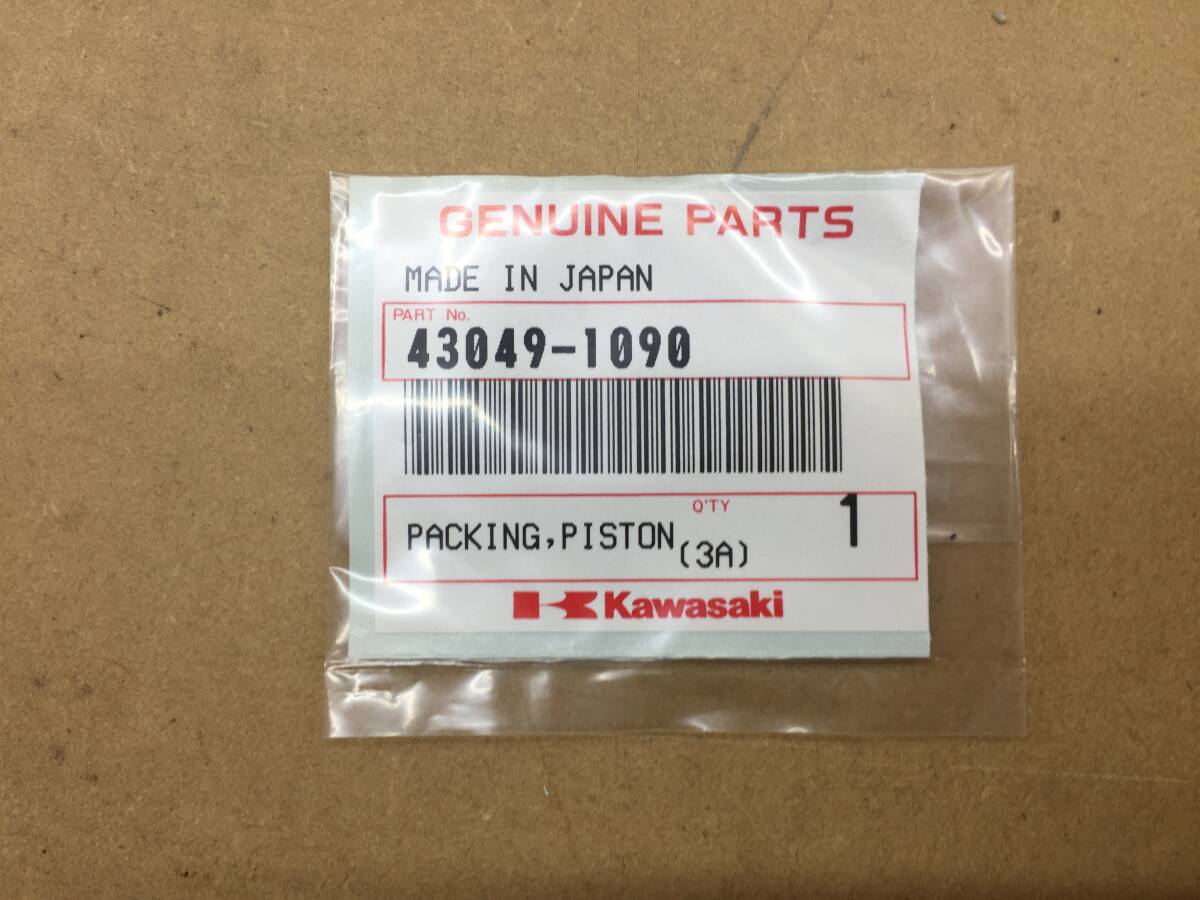 GENUINE PARTS
MADE IN JAPAN
PART No.
43049-1090
Q'TY
PACKING,PISTON(3A) 1
Kawasaki